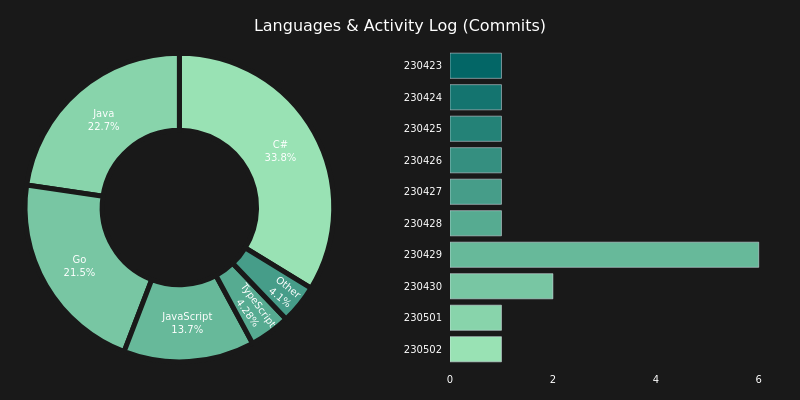 Languages & Activity Log (Commits)
Java
22.7%
C#
33.8%
Go
21.5%
JavaScript
13.7%
TypeScript
4.28%
Other
4.1%
230423
230424
230425
230426
230427
230428
230429
230430
230501
230502
0 2 4 6